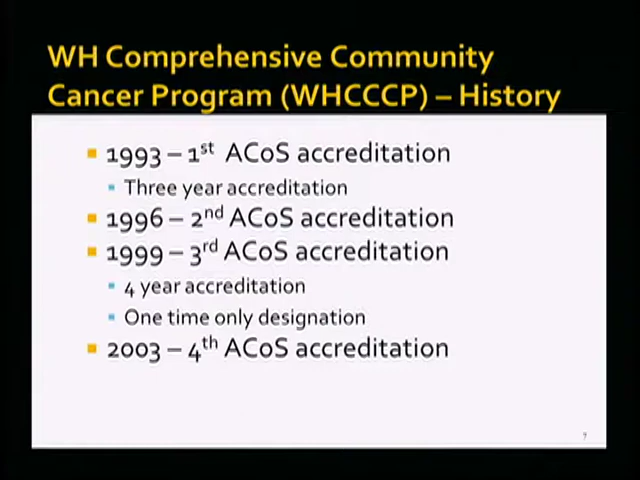 WH Comprehensive Community
Cancer Program (WHCCCP) – History
1993 – 1st ACoS accreditation
Three year accreditation
1996 – 2nd ACoS accreditation
1999 – 3rd ACoS accreditation
4 year accreditation
One time only designation
2003 – 4th ACoS accreditation